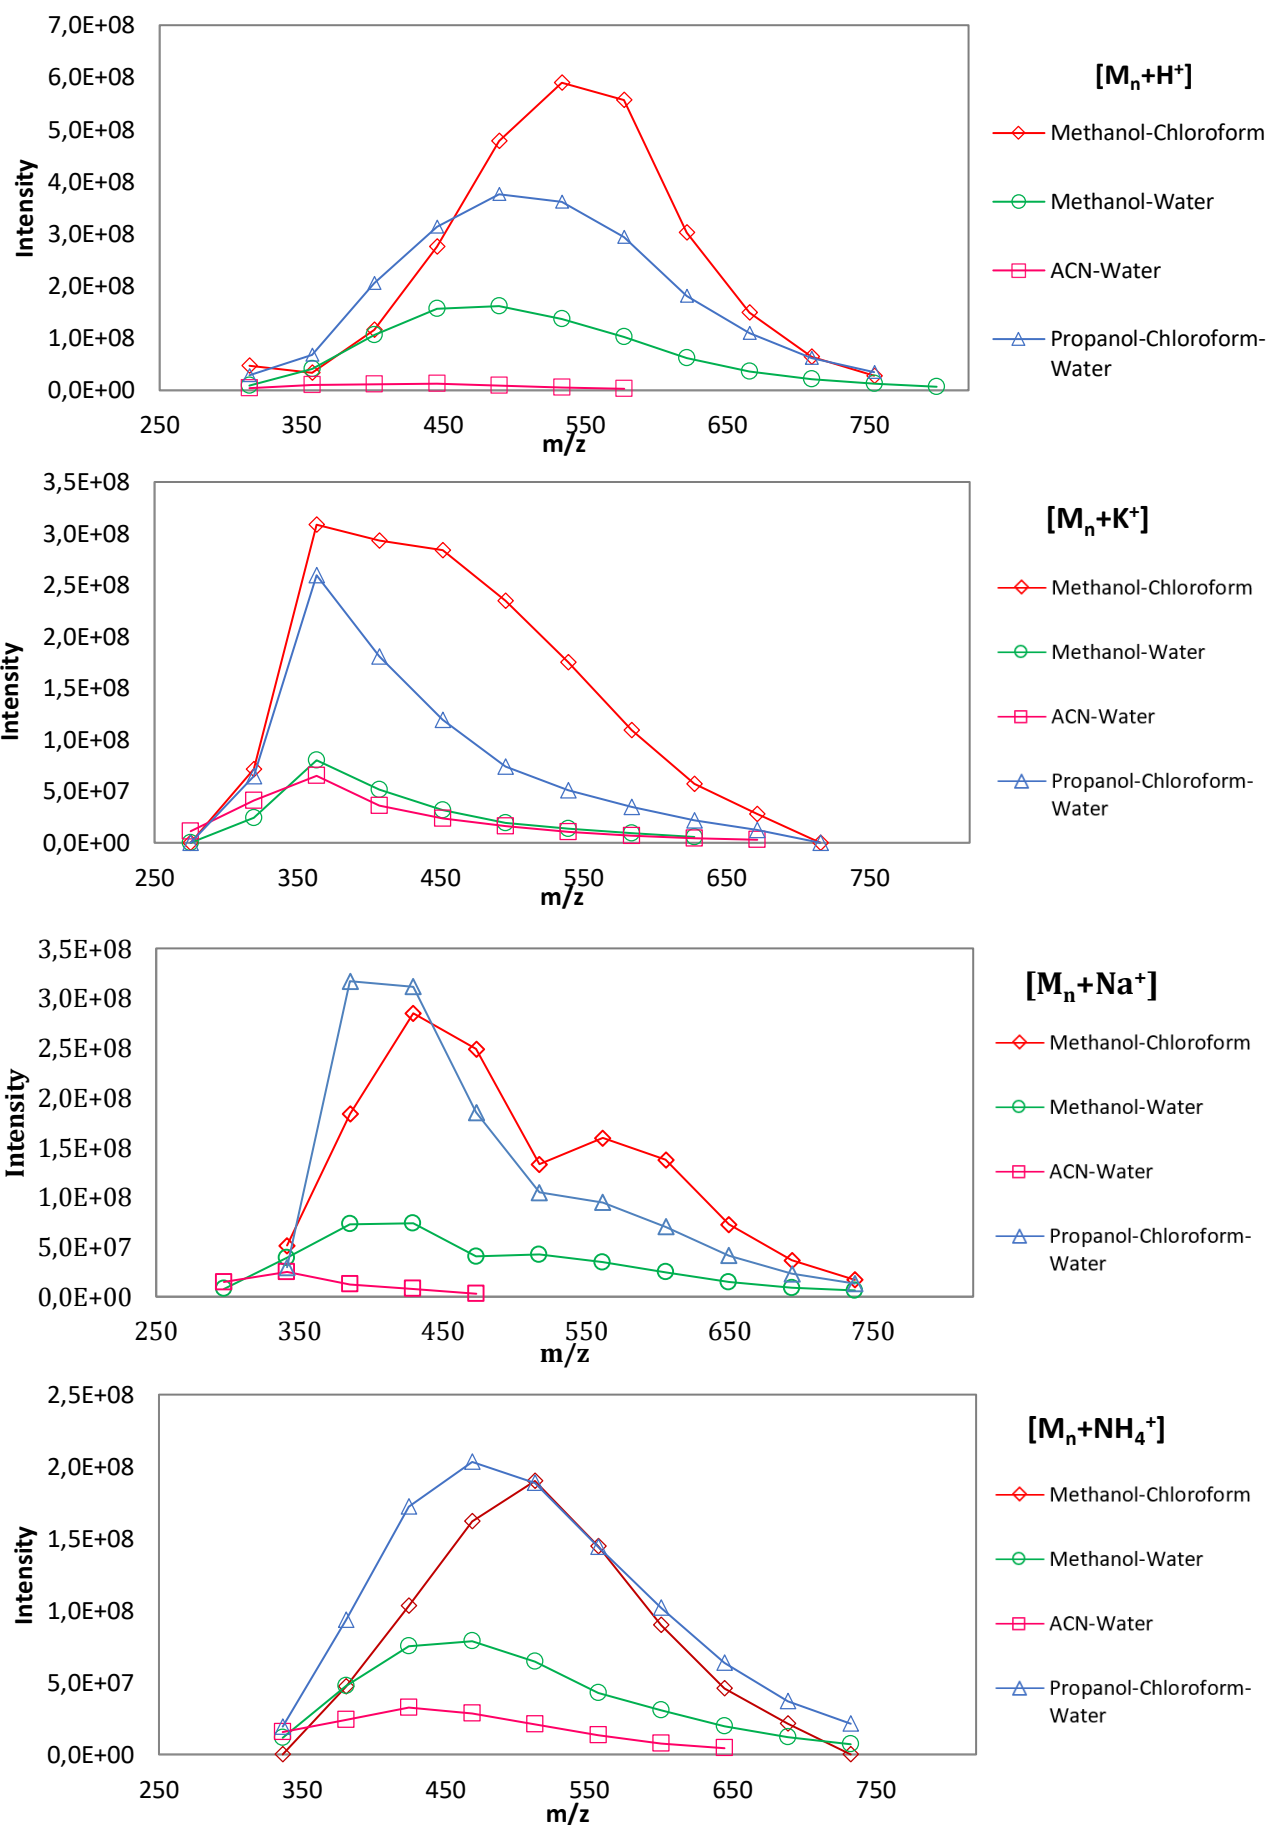 7,0E+08
6,0E+08
5,0E+08
4,0E+08
3,0E+08
2,0E+08
1,0E+08
0,0E+00
Intensity
250 350 450 550 650 750
m/z
[Mn+H+]
Methanol-Chloroform
Methanol-Water
ACN-Water
Propanol-Chloroform-
Water
3,5E+08
3,0E+08
2,5E+08
2,0E+08
1,5E+08
1,0E+08
5,0E+07
0,0E+00
Intensity
250 350 450 550 650 750
m/z
[Mn+K+]
Methanol-Chloroform
Methanol-Water
ACN-Water
Propanol-Chloroform-
Water
3,5E+08
3,0E+08
2,5E+08
2,0E+08
1,5E+08
1,0E+08
5,0E+07
0,0E+00
Intensity
250 350 450 550 650 750
m/z
[Mn+Na+]
Methanol-Chloroform
Methanol-Water
ACN-Water
Propanol-Chloroform-
Water
2,5E+08
2,0E+08
1,5E+08
1,0E+08
5,0E+07
0,0E+00
Intensity
250 350 450 550 650 750
m/z
[Mn+NH4+]
Methanol-Chloroform
Methanol-Water
ACN-Water
Propanol-Chloroform-
Water